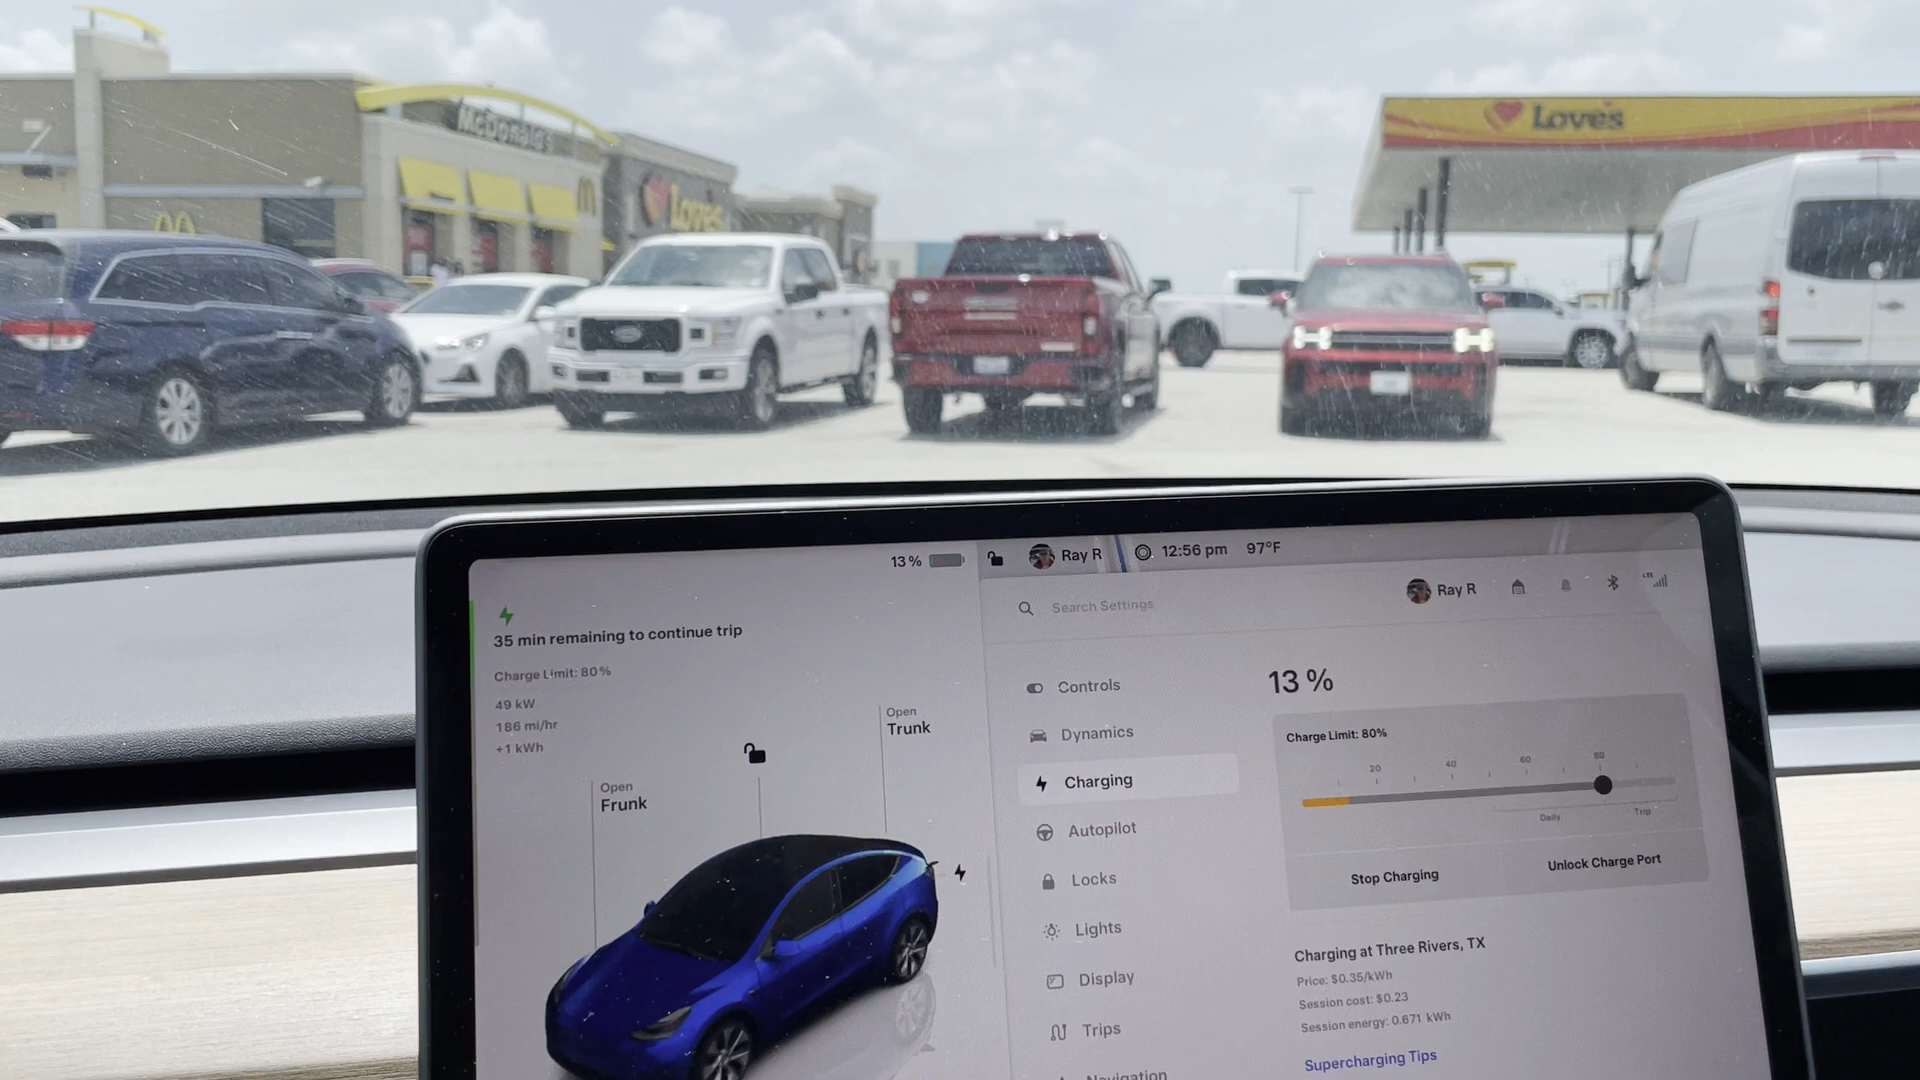 McDonald's
Love's
Love's
13 %
Ray R
12:56 pm
97°F
35 min remaining to continue trip
Charge Limit: 80%
49 kW
186 mi/hr
+1 kWh
Open
Trunk
Open
Frunk
Search Settings
Ray R
LTE
Controls
Dynamics
Charging
Autopilot
Locks
Lights
Display
Trips
Navigation
13 %
Charge Limit: 80%
20 40 60 80
Daily Trip
Stop Charging
Unlock Charge Port
Charging at Three Rivers, TX
Price: $0.35/kWh
Session cost: $0.23
Session energy: 0.671 kWh
Supercharging Tips